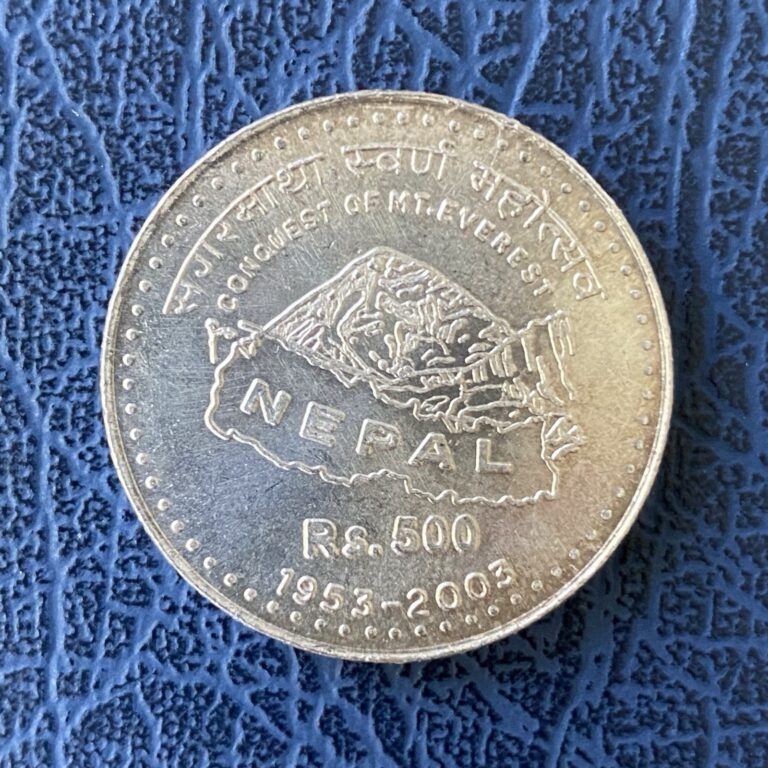 सगरमाथा स्वर्ण महोत्सव
CONQUEST OF MT.EVEREST
NEPAL
Rs. 500
1953-2003